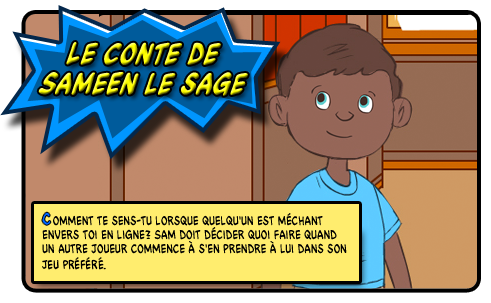 LE CONTE DE
SAMEEN LE SAGE
COMMENT TE SENS-TU LORSQUE QUELQU'UN EST MÉCHANT
ENVERS TOI EN LIGNE? SAM DOIT DÉCIDER QUOI FAIRE QUAND
UN AUTRE JOUEUR COMMENCE À S'EN PRENDRE À LUI DANS SON
JEU PRÉFÉRÉ.